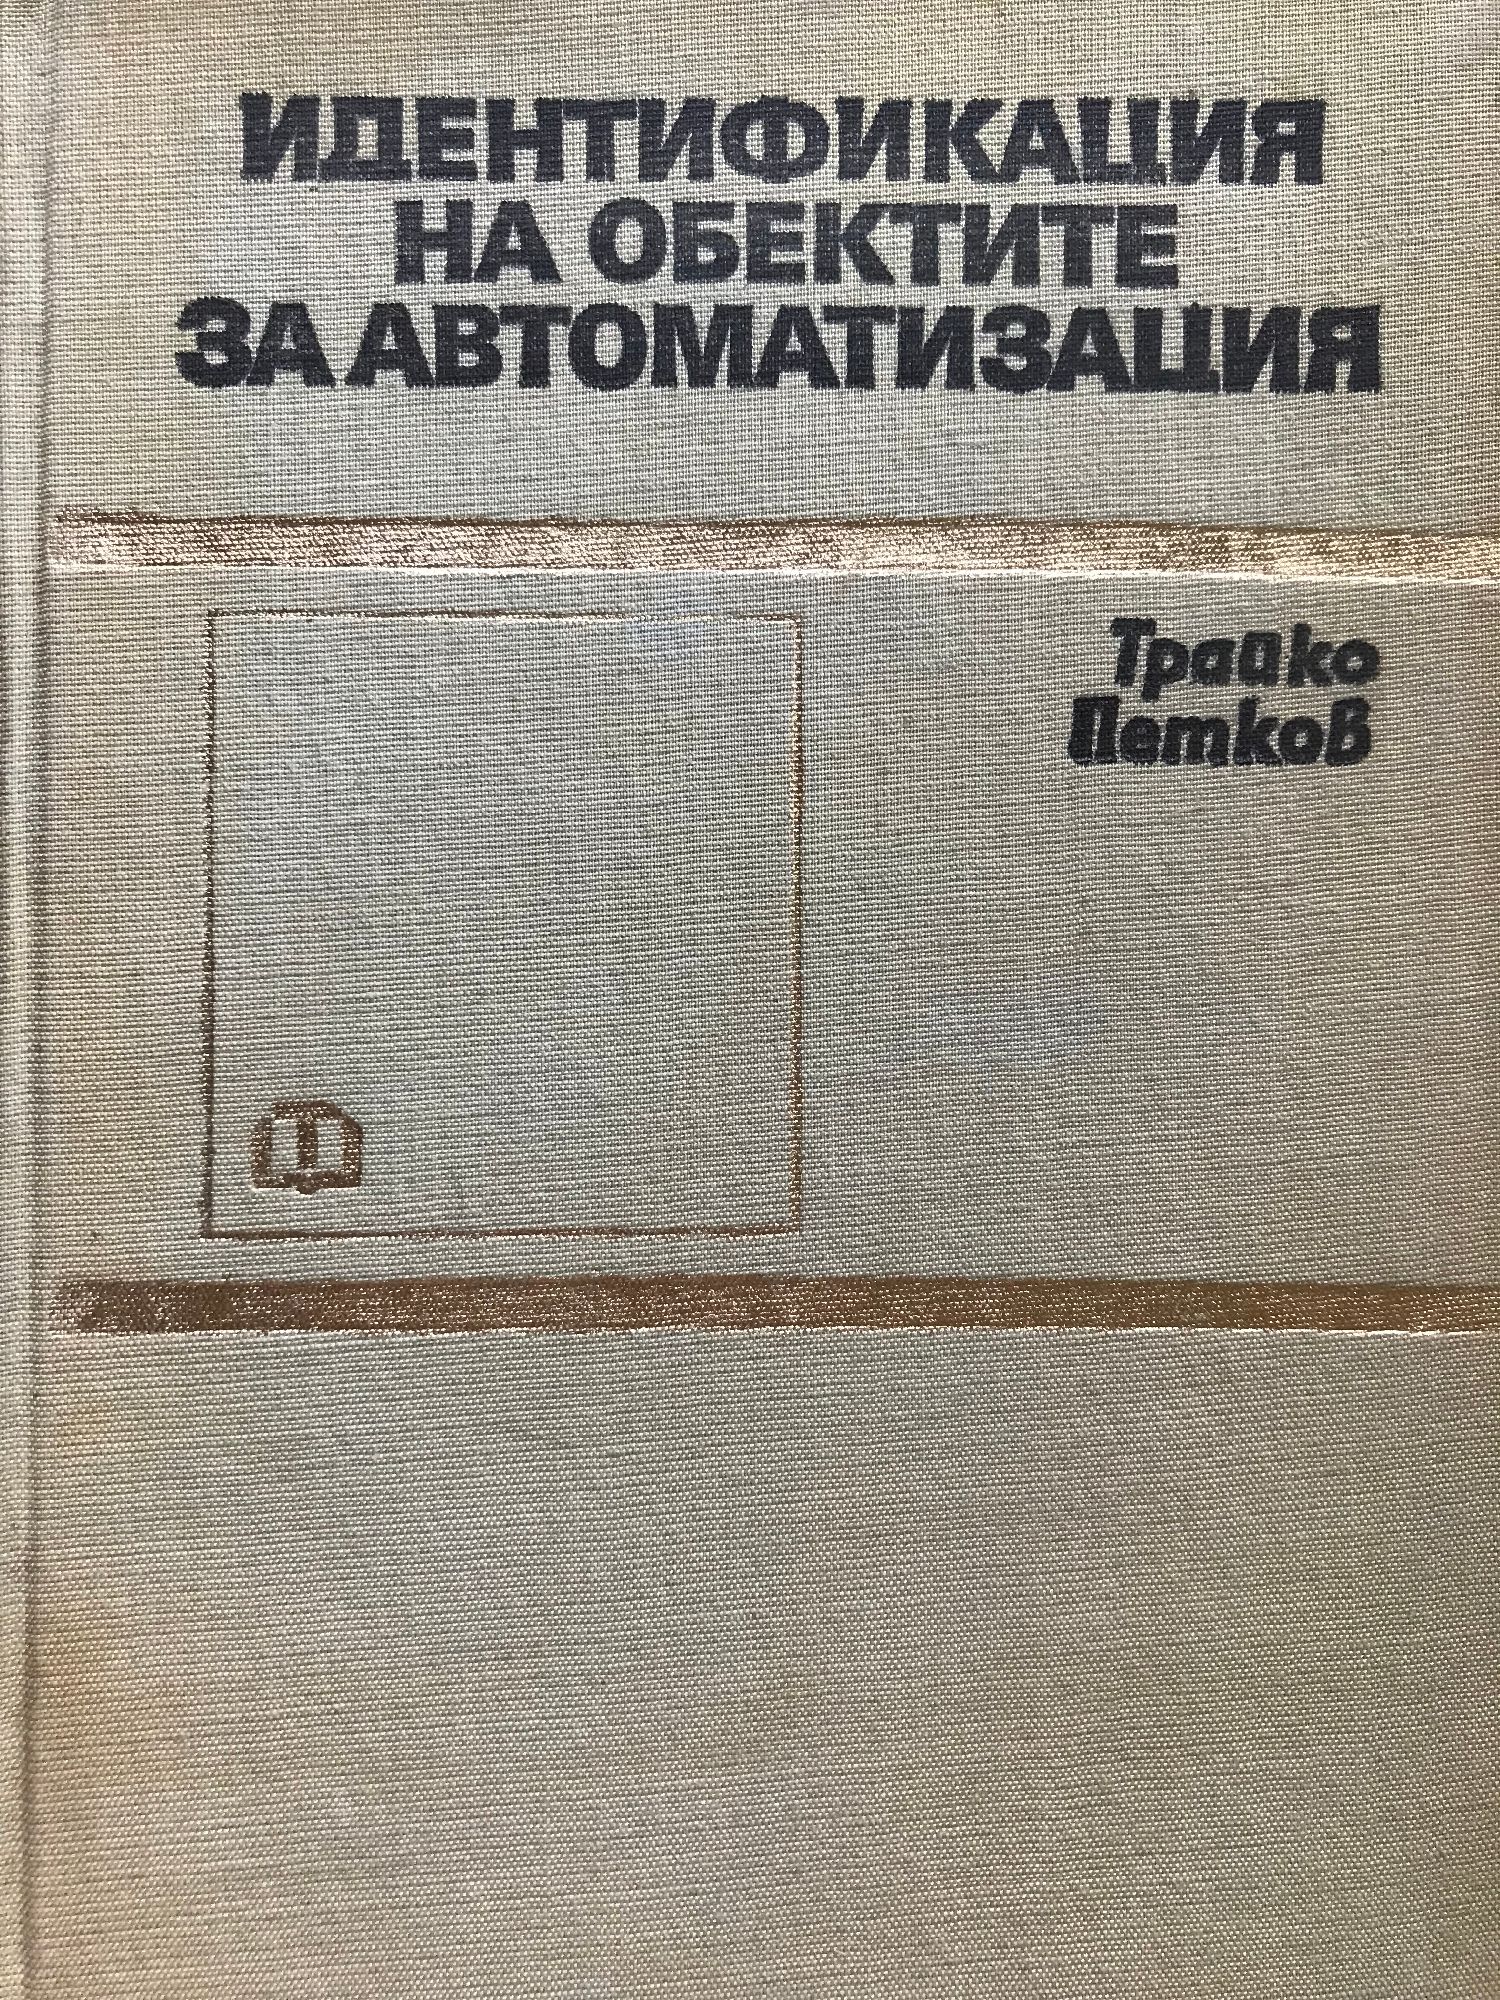 ИДЕНТИФИКАЦИЯ
НА ОБЕКТИТЕ
ЗА АВТОМАТИЗАЦИЯ
Трайко
Петков
Т